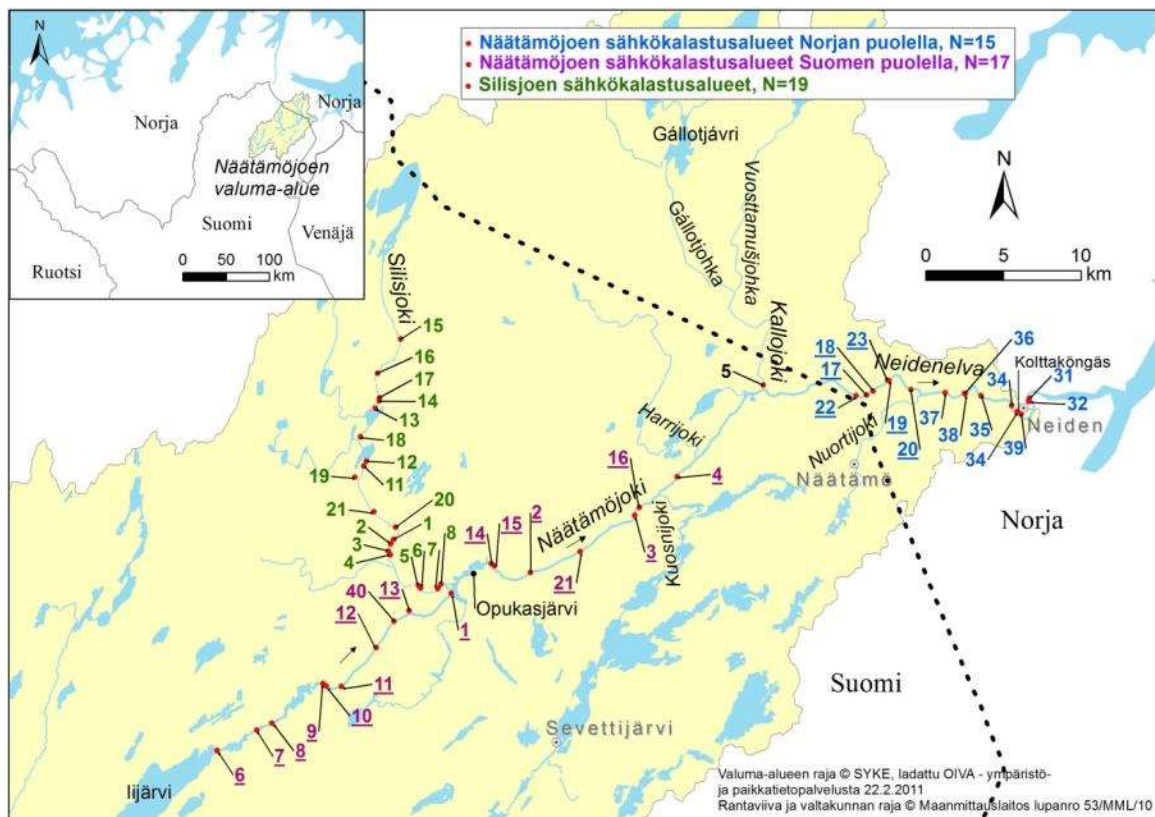 N
Norja
Norja
Näätämöjoen
valuma-alue
Suomi
Venäjä
Ruotsi
0 50 100
km
• Näätämöjoen sähkökalastusalueet Norjan puolella, N=15
• Näätämöjoen sähkökalastusalueet Suomen puolella, N=17
• Silisjoen sähkökalastusalueet, N=19
Gállotjávri
Vuosttamušjohka
Gállotjohka
N
0 5 10
km
Silisjoki
15
16
17
14
13
18
12
11
19
21
20
2
1
3
4
5
6
7
8
Kallojoki
5
Harrijoki
23
18
17
22
Neidenelva
19
20
37
38
36
35
34
Kolttaköngäs
31
32
Neiden
39
34
Nuortijoki
Näätämö
Norja
16
4
Näätämöjoki
3
Kuosnijoki
14
15
2
21
Opukasjärvi
1
13
40
12
11
10
9
8
7
6
Iijärvi
Sevettijärvi
Suomi
Valuma-alueen raja © SYKE, ladattu OIVA - ympäristö-
ja paikkatietopalvelusta 22.2.2011
Rantaviiva ja valtakunnan raja © Maanmittauslaitos lupanro 53/MML/10